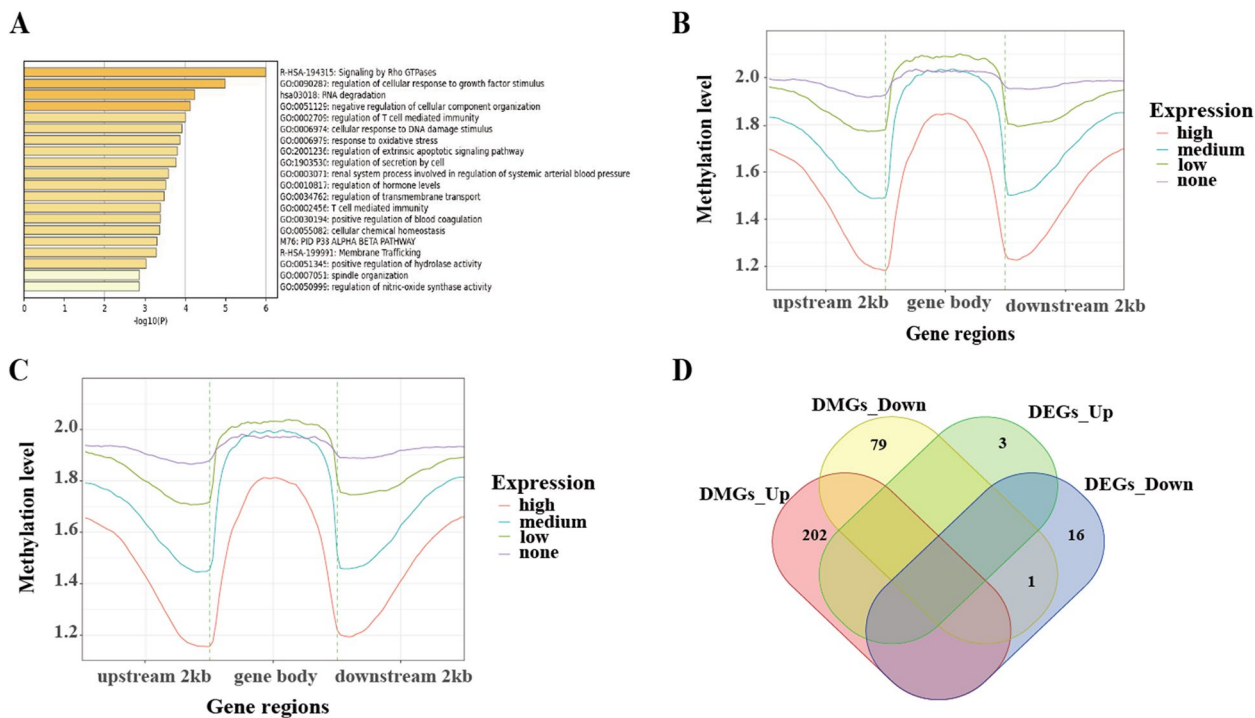 A
R-HSA-194315: Signaling by Rho GTPases
GO:0090287: regulation of cellular response to growth factor stimulus
hsa03018: RNA degradation
GO:0051129: negative regulation of cellular component organization
GO:0002709: regulation of T cell mediated immunity
GO:0006974: cellular response to DNA damage stimulus
GO:0006979: response to oxidative stress
GO:2001236: regulation of extrinsic apoptotic signaling pathway
GO:1903530: regulation of secretion by cell
GO:0003071: renal system process involved in regulation of systemic arterial blood pressure
GO:0010817: regulation of hormone levels
GO:0034762: regulation of transmembrane transport
GO:0002456: T cell mediated immunity
GO:0030194: positive regulation of blood coagulation
GO:0055082: cellular chemical homeostasis
M76: PID P38 ALPHA BETA PATHWAY
R-HSA-199991: Membrane Trafficking
GO:0051345: positive regulation of hydrolase activity
GO:0007051: spindle organization
GO:0050999: regulation of nitric-oxide synthase activity
0 1 2 3 4 5 6
-log10(P)
B
Methylation level
2.0
1.8
1.6
1.4
1.2
upstream 2kb gene body downstream 2kb
Gene regions
Expression
high
medium
low
none
C
Methylation level
2.0
1.8
1.6
1.4
1.2
upstream 2kb gene body downstream 2kb
Gene regions
Expression
high
medium
low
none
D
DMGs_Down
DEGs_Up
79
3
DMGs_Up
DEGs_Down
202
16
1